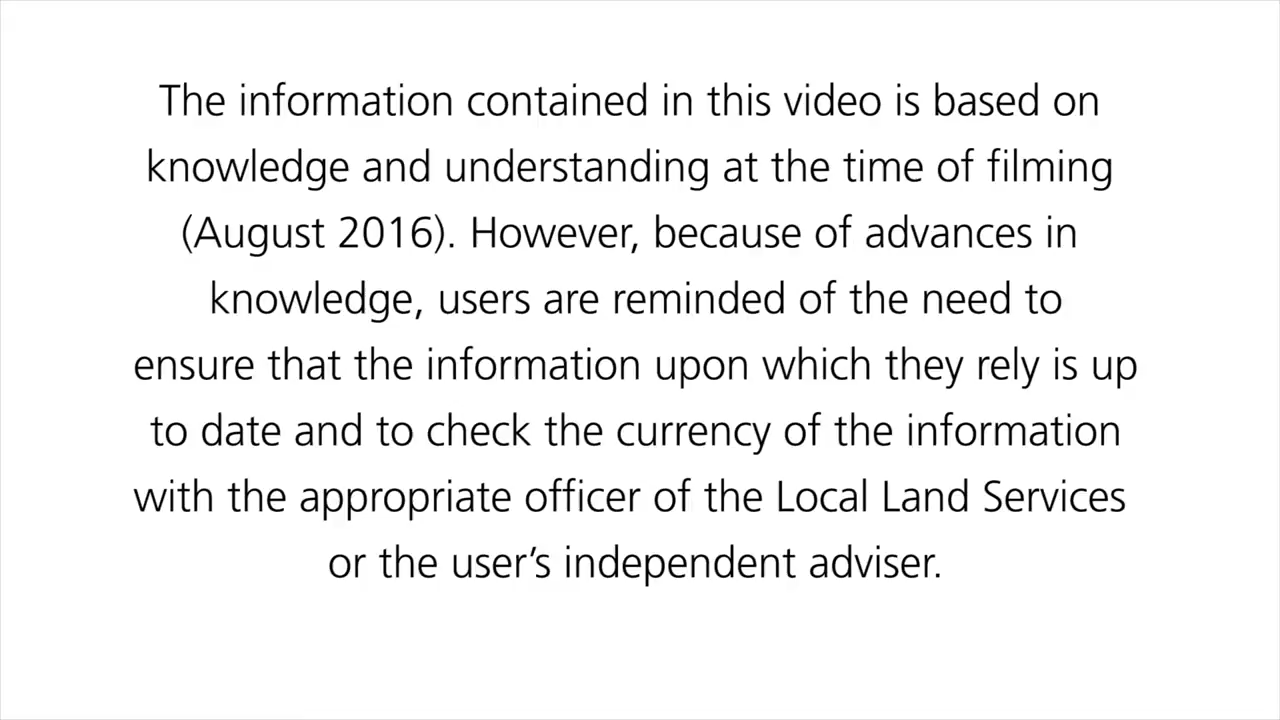 The information contained in this video is based on
knowledge and understanding at the time of filming
(August 2016). However, because of advances in
knowledge, users are reminded of the need to
ensure that the information upon which they rely is up
to date and to check the currency of the information
with the appropriate officer of the Local Land Services
or the user’s independent adviser.